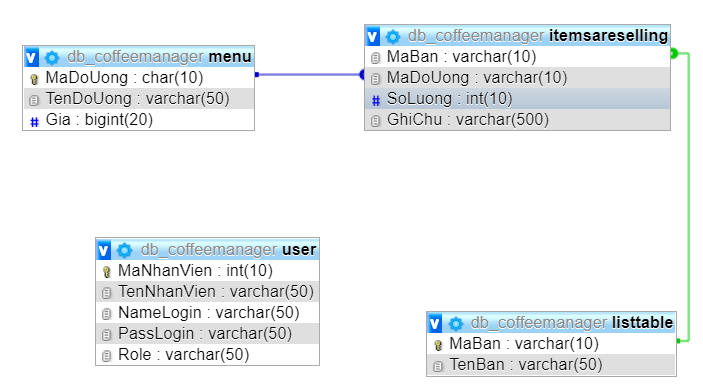 db_coffeemanager menu
MaDoUong : char(10)
TenDoUong : varchar(50)
Gia : bigint(20)
db_coffeemanager itemsareselling
MaBan : varchar(10)
MaDoUong : varchar(10)
SoLuong : int(10)
GhiChu : varchar(500)
db_coffeemanager user
MaNhanVien : int(10)
TenNhanVien : varchar(50)
NameLogin : varchar(50)
PassLogin : varchar(50)
Role : varchar(50)
db_coffeemanager listtable
MaBan : varchar(10)
TenBan : varchar(50)